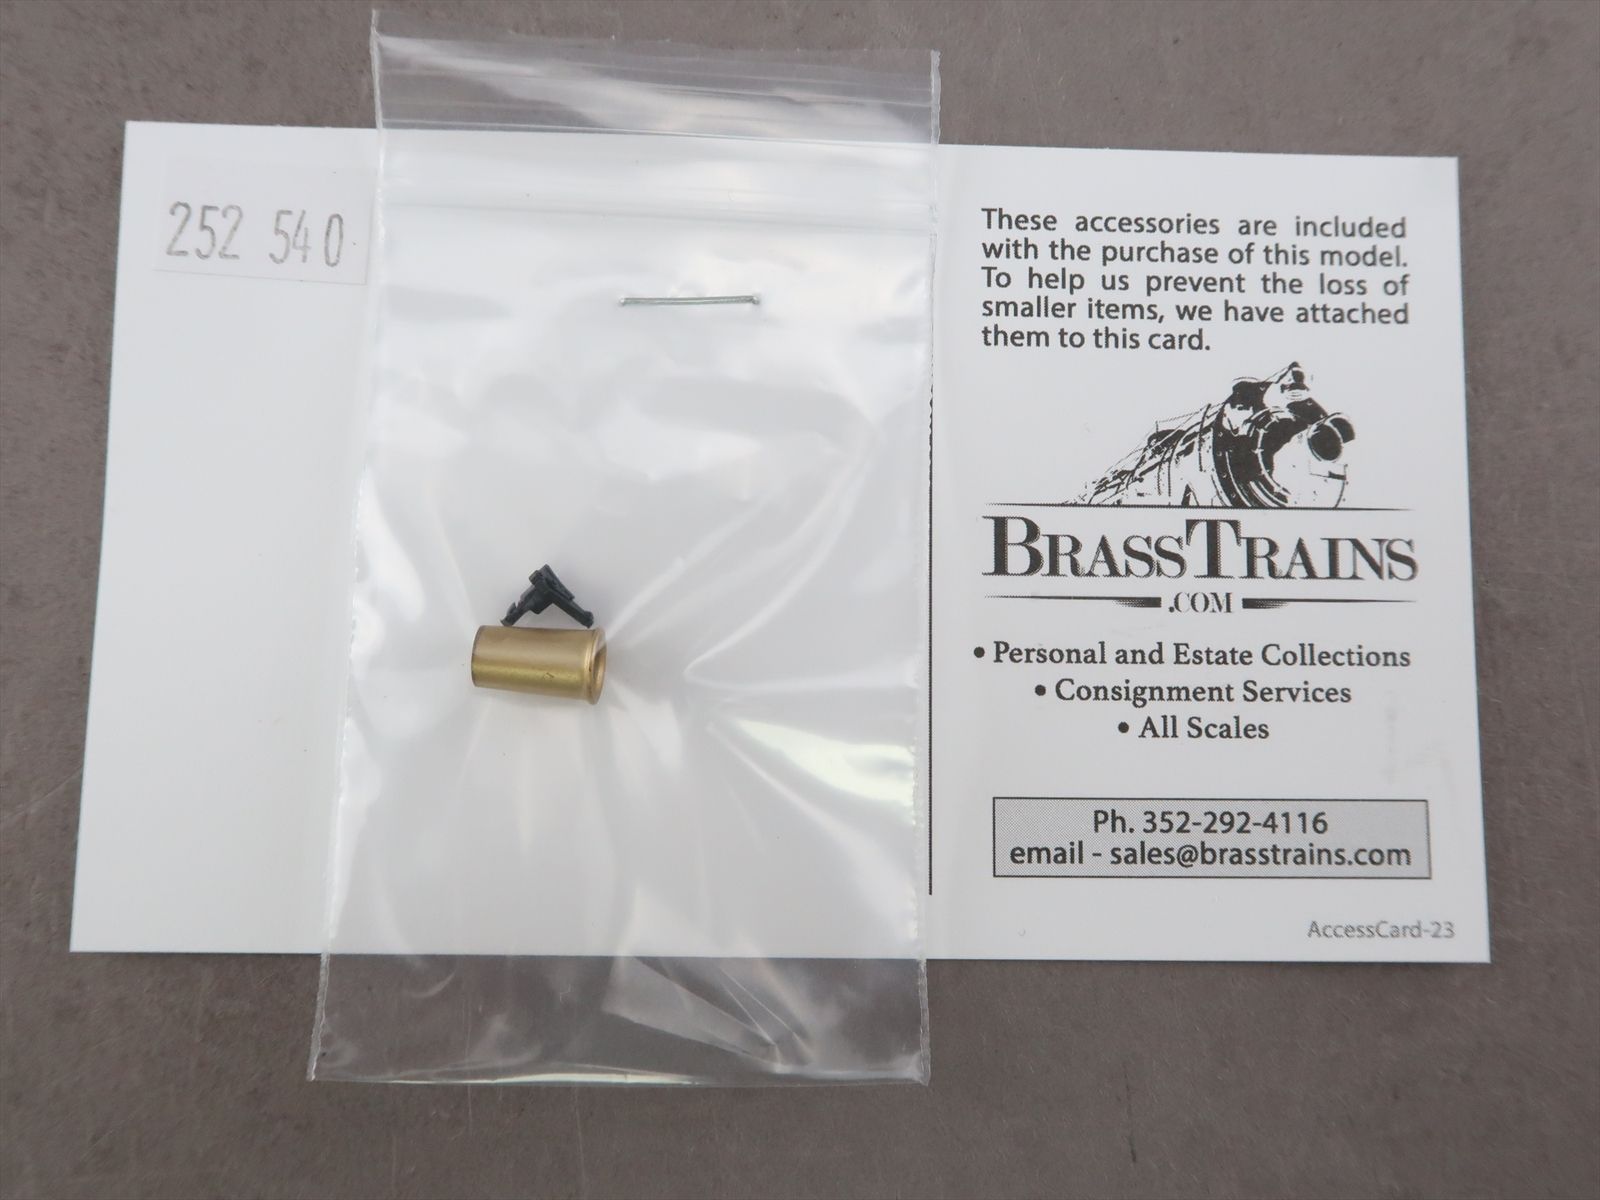 252 540
These accessories are included
with the purchase of this model.
To help us prevent the loss of
smaller items, we have attached
them to this card.
BRASSTRAINS
.COM
• Personal and Estate Collections
• Consignment Services
• All Scales
Ph. 352-292-4116
email - sales@brasstrains.com
AccessCard-23